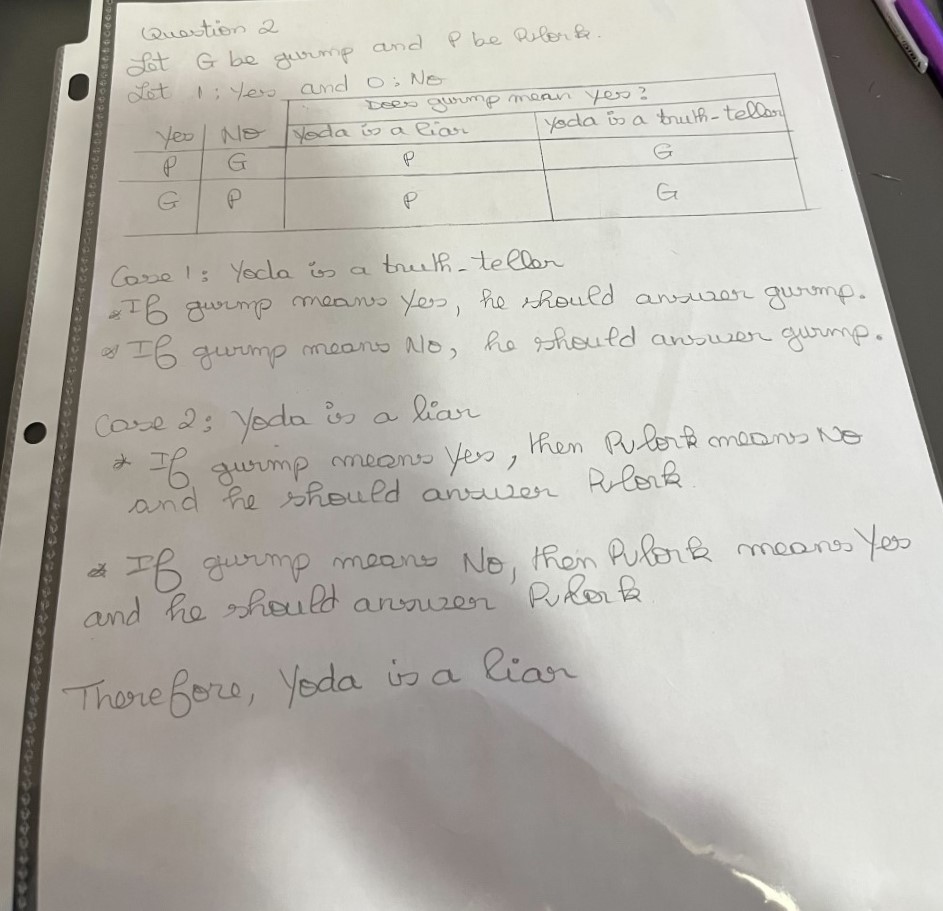 Question 2
Let G be gurmp and P be Pulork.
Let 1: Yes and 0: No
Does gurmp mean yes?
Yes No Yoda is a liar Yoda is a truth-teller
P G P G
G P P G
Case 1: Yoda is a truth-teller
* If gurmp means Yes, he should answer gurmp.
* If gurmp means No, he should answer gurmp.
Case 2: Yoda is a liar
* If gurmp means Yes, then Pulork means No
and he should answer Pulork.
* If gurmp means No, then Pulork means Yes
and he should answer Pulork
Therefore, Yoda is a liar